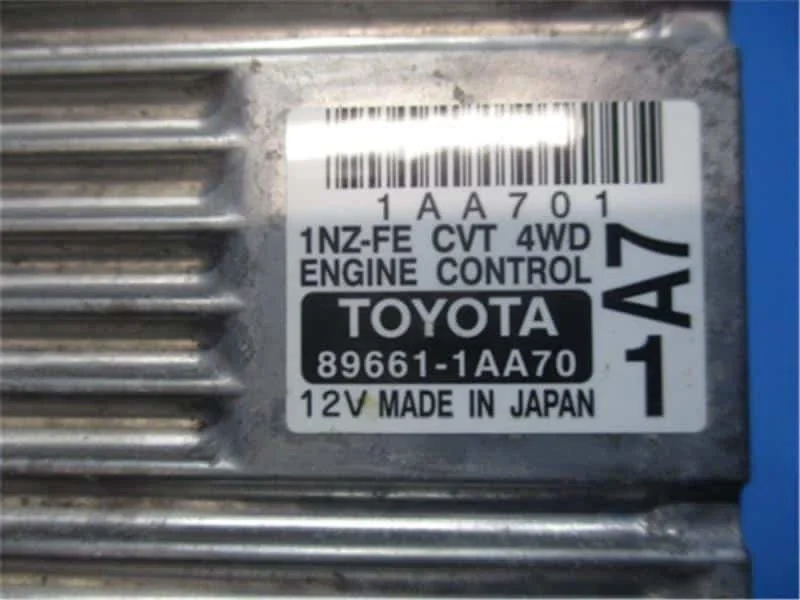 1AA701
1NZ-FE CVT 4WD
ENGINE CONTROL
TOYOTA
89661-1AA70
12V MADE IN JAPAN
1A7